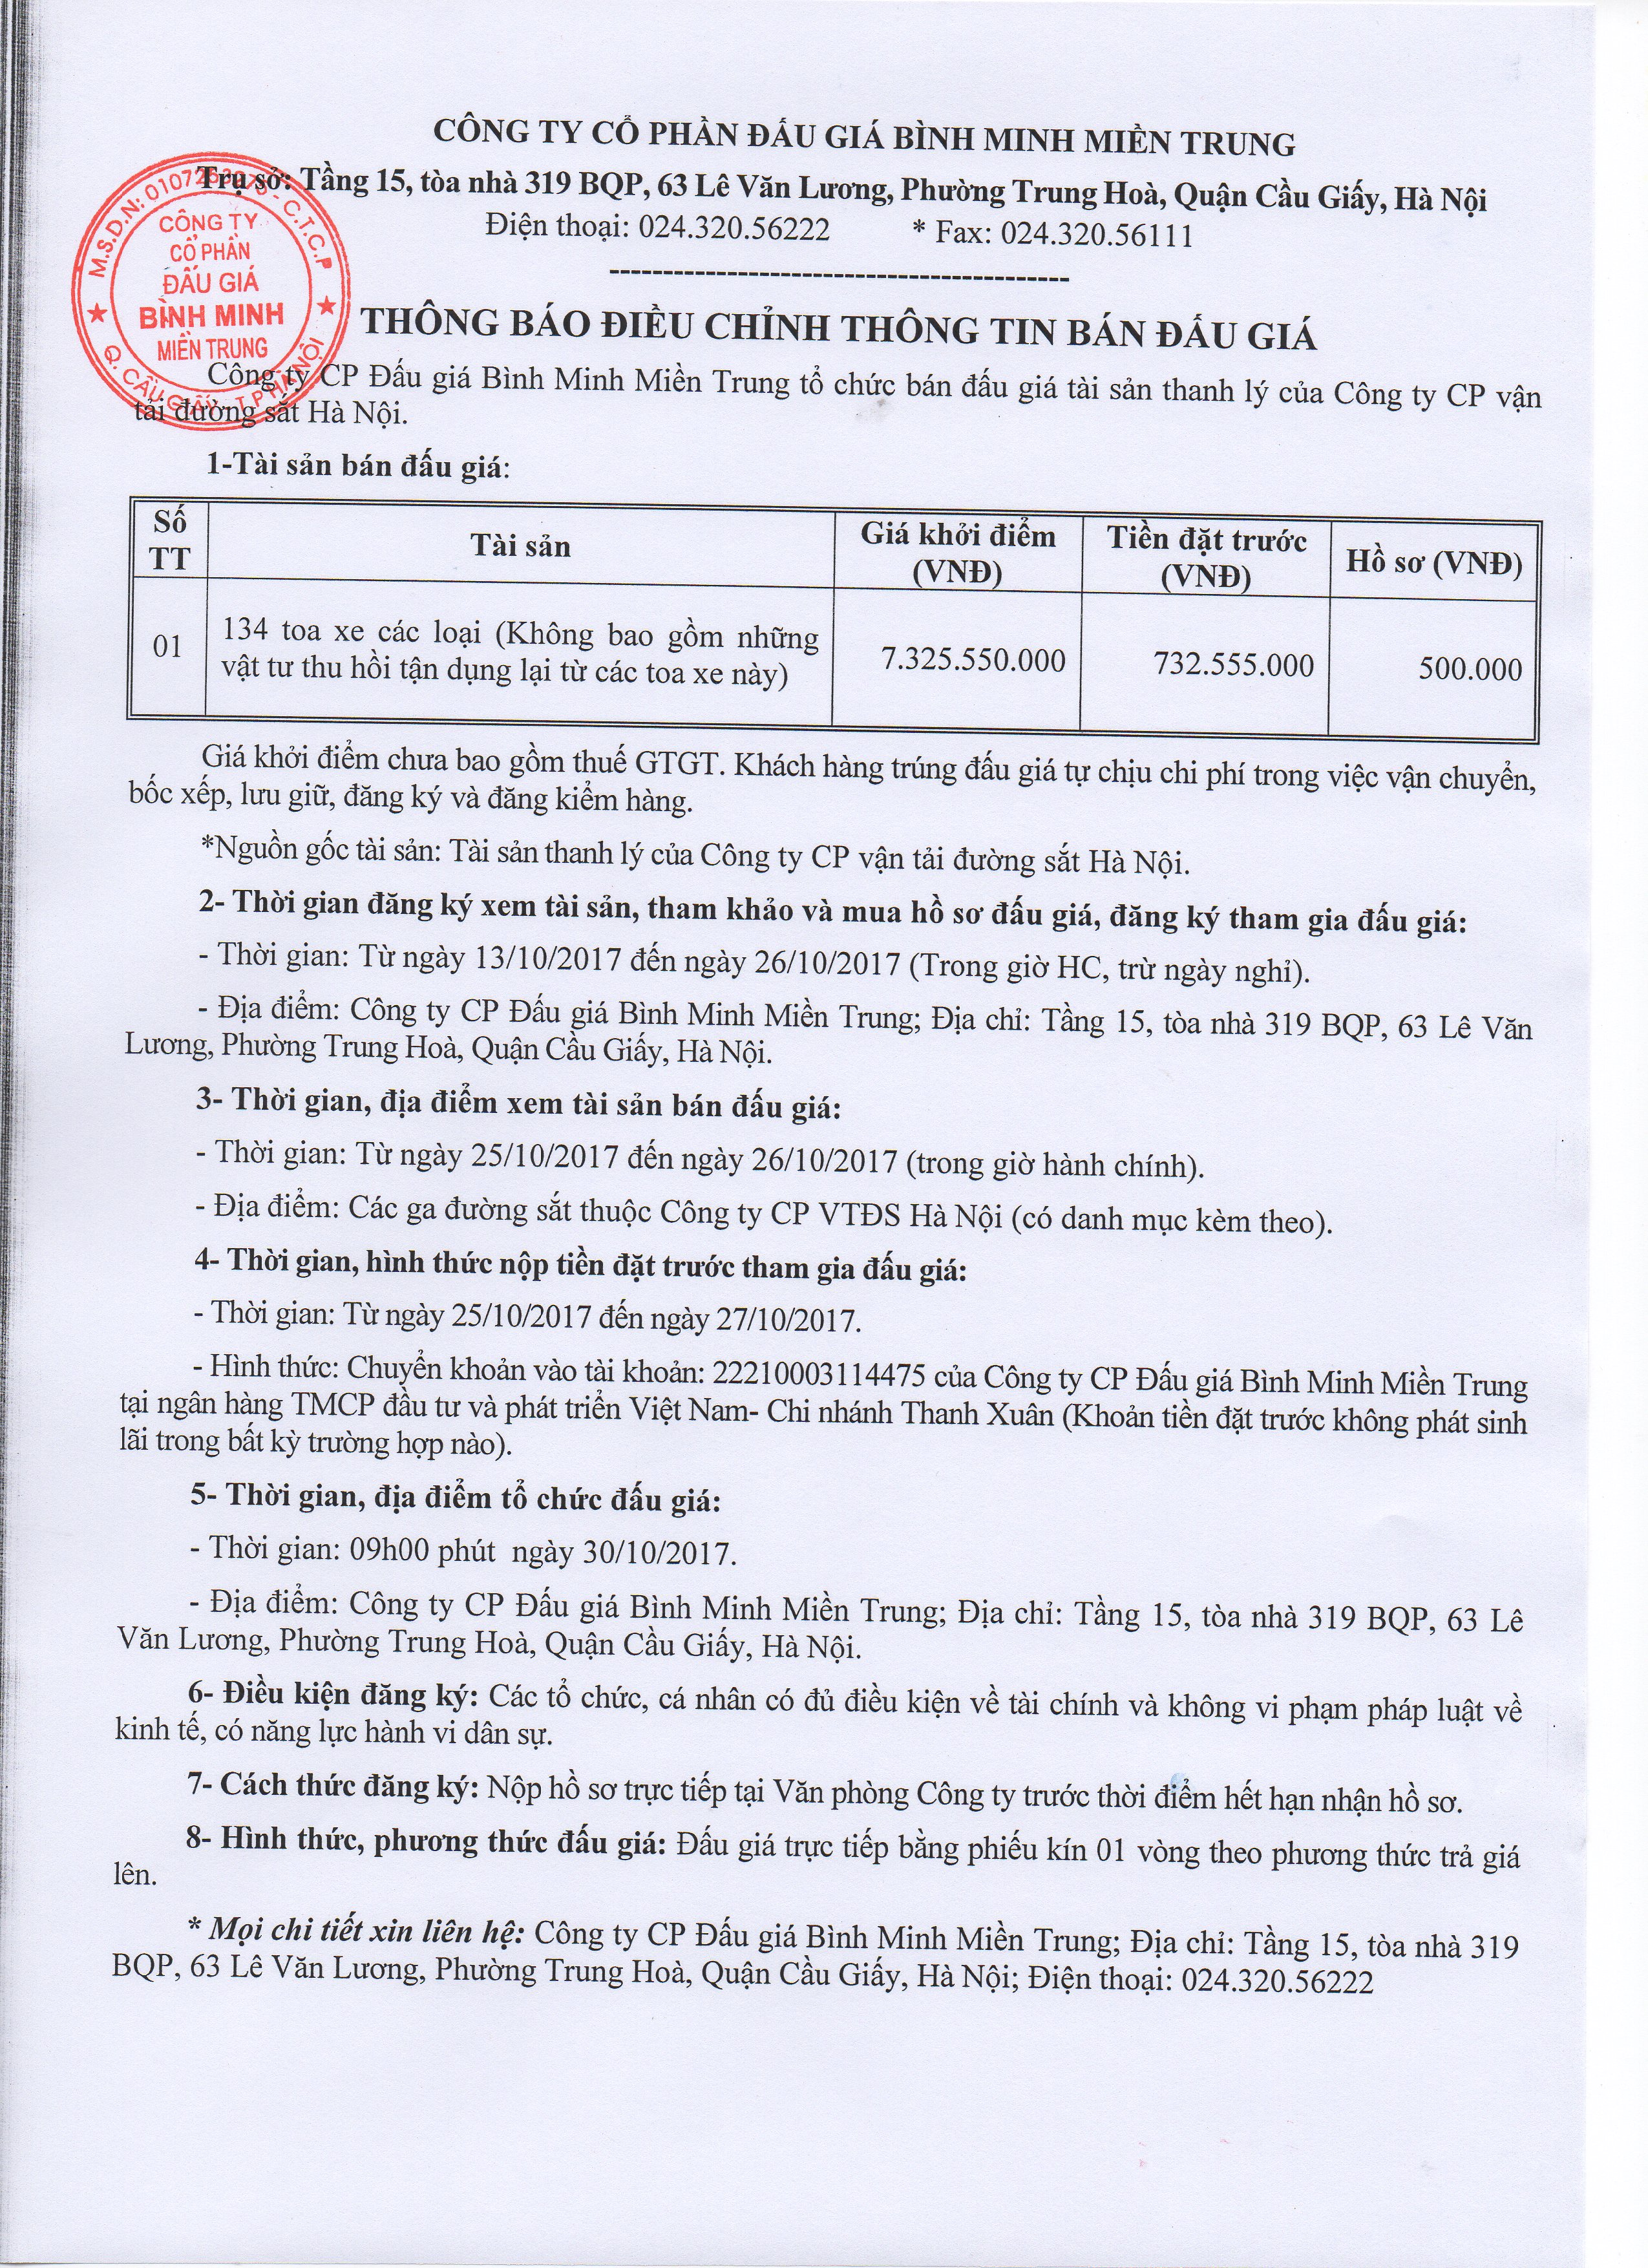 CÔNG TY CỔ PHẦN ĐẤU GIÁ BÌNH MINH MIỀN TRUNG
Trụ sở: Tầng 15, tòa nhà 319 BQP, 63 Lê Văn Lương, Phường Trung Hoà, Quận Cầu Giấy, Hà Nội
Điện thoại: 024.320.56222 * Fax: 024.320.56111
------------------------------------------
M.S.D.N: - C.T.C.P
CÔNG TY
CỔ PHẦN
ĐẤU GIÁ
BÌNH MINH
MIỀN TRUNG
Q. CẦU GIẤY - T.P HÀ NỘI
THÔNG BÁO ĐIỀU CHỈNH THÔNG TIN BÁN ĐẤU GIÁ
Công ty CP Đấu giá Bình Minh Miền Trung tổ chức bán đấu giá tài sản thanh lý của Công ty CP vận
tải đường sắt Hà Nội.
1-Tài sản bán đấu giá:
Số TT Tài sản Giá khởi điểm (VNĐ) Tiền đặt trước (VNĐ) Hồ sơ (VNĐ)
01 134 toa xe các loại (Không bao gồm những 7.325.550.000 732.555.000 500.000
vật tư thu hồi tận dụng lại từ các toa xe này)
Giá khởi điểm chưa bao gồm thuế GTGT. Khách hàng trúng đấu giá tự chịu chi phí trong việc vận chuyển,
bốc xếp, lưu giữ, đăng ký và đăng kiểm hàng.
*Nguồn gốc tài sản: Tài sản thanh lý của Công ty CP vận tải đường sắt Hà Nội.
2- Thời gian đăng ký xem tài sản, tham khảo và mua hồ sơ đấu giá, đăng ký tham gia đấu giá:
- Thời gian: Từ ngày 13/10/2017 đến ngày 26/10/2017 (Trong giờ HC, trừ ngày nghỉ).
- Địa điểm: Công ty CP Đấu giá Bình Minh Miền Trung; Địa chỉ: Tầng 15, tòa nhà 319 BQP, 63 Lê Văn
Lương, Phường Trung Hoà, Quận Cầu Giấy, Hà Nội.
3- Thời gian, địa điểm xem tài sản bán đấu giá:
- Thời gian: Từ ngày 25/10/2017 đến ngày 26/10/2017 (trong giờ hành chính).
- Địa điểm: Các ga đường sắt thuộc Công ty CP VTĐS Hà Nội (có danh mục kèm theo).
4- Thời gian, hình thức nộp tiền đặt trước tham gia đấu giá:
- Thời gian: Từ ngày 25/10/2017 đến ngày 27/10/2017.
- Hình thức: Chuyển khoản vào tài khoản: 22210003114475 của Công ty CP Đấu giá Bình Minh Miền Trung
tại ngân hàng TMCP đầu tư và phát triển Việt Nam- Chi nhánh Thanh Xuân (Khoản tiền đặt trước không phát sinh
lãi trong bất kỳ trường hợp nào).
5- Thời gian, địa điểm tổ chức đấu giá:
- Thời gian: 09h00 phút ngày 30/10/2017.
- Địa điểm: Công ty CP Đấu giá Bình Minh Miền Trung; Địa chỉ: Tầng 15, tòa nhà 319 BQP, 63 Lê
Văn Lương, Phường Trung Hoà, Quận Cầu Giấy, Hà Nội.
6- Điều kiện đăng ký: Các tổ chức, cá nhân có đủ điều kiện về tài chính và không vi phạm pháp luật về
kinh tế, có năng lực hành vi dân sự.
7- Cách thức đăng ký: Nộp hồ sơ trực tiếp tại Văn phòng Công ty trước thời điểm hết hạn nhận hồ sơ.
8- Hình thức, phương thức đấu giá: Đấu giá trực tiếp bằng phiếu kín 01 vòng theo phương thức trả giá
lên.
* Mọi chi tiết xin liên hệ: Công ty CP Đấu giá Bình Minh Miền Trung; Địa chỉ: Tầng 15, tòa nhà 319
BQP, 63 Lê Văn Lương, Phường Trung Hoà, Quận Cầu Giấy, Hà Nội; Điện thoại: 024.320.56222